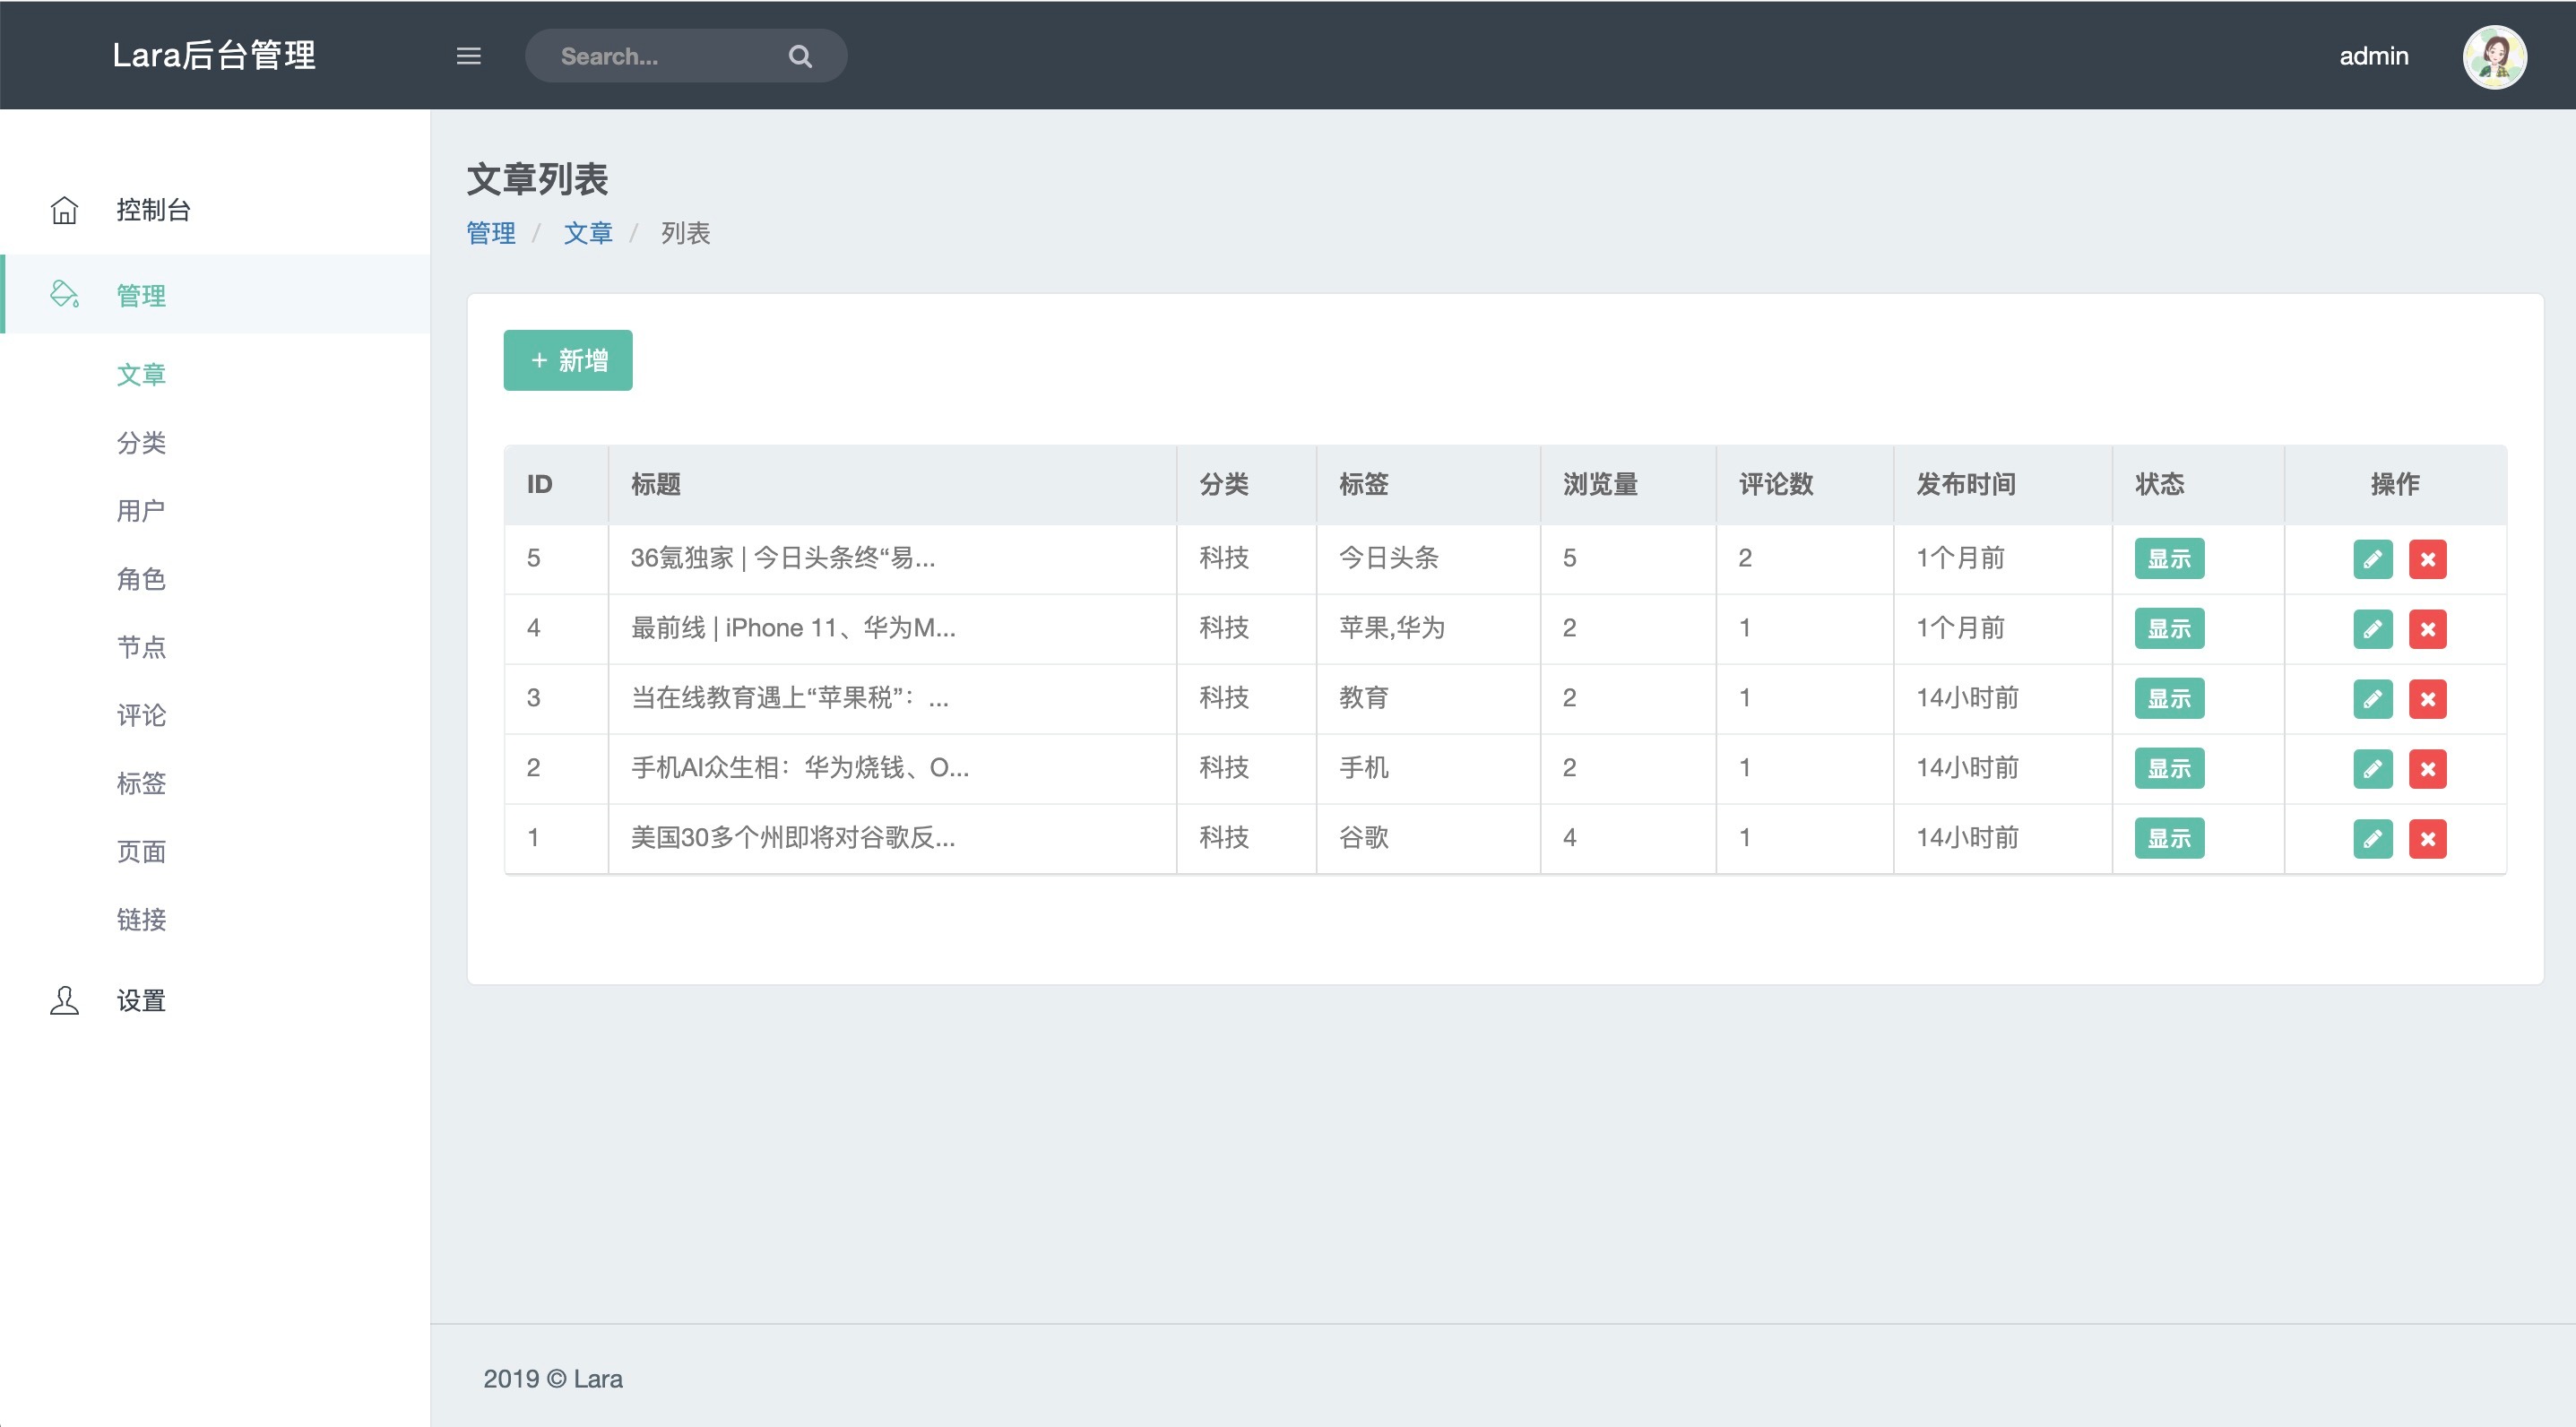 Lara后台管理
Search...
admin
控制台
管理
文章
分类
用户
角色
节点
评论
标签
页面
链接
设置
文章列表
管理 / 文章 / 列表
+ 新增
ID 标题 分类 标签 浏览量 评论数 发布时间 状态 操作
5 36氪独家 | 今日头条终“易... 科技 今日头条 5 2 1个月前 显示
4 最前线 | iPhone 11、华为M... 科技 苹果,华为 2 1 1个月前 显示
3 当在线教育遇上“苹果税”：... 科技 教育 2 1 14小时前 显示
2 手机AI众生相：华为烧钱、O... 科技 手机 2 1 14小时前 显示
1 美国30多个州即将对谷歌反... 科技 谷歌 4 1 14小时前 显示
2019 © Lara